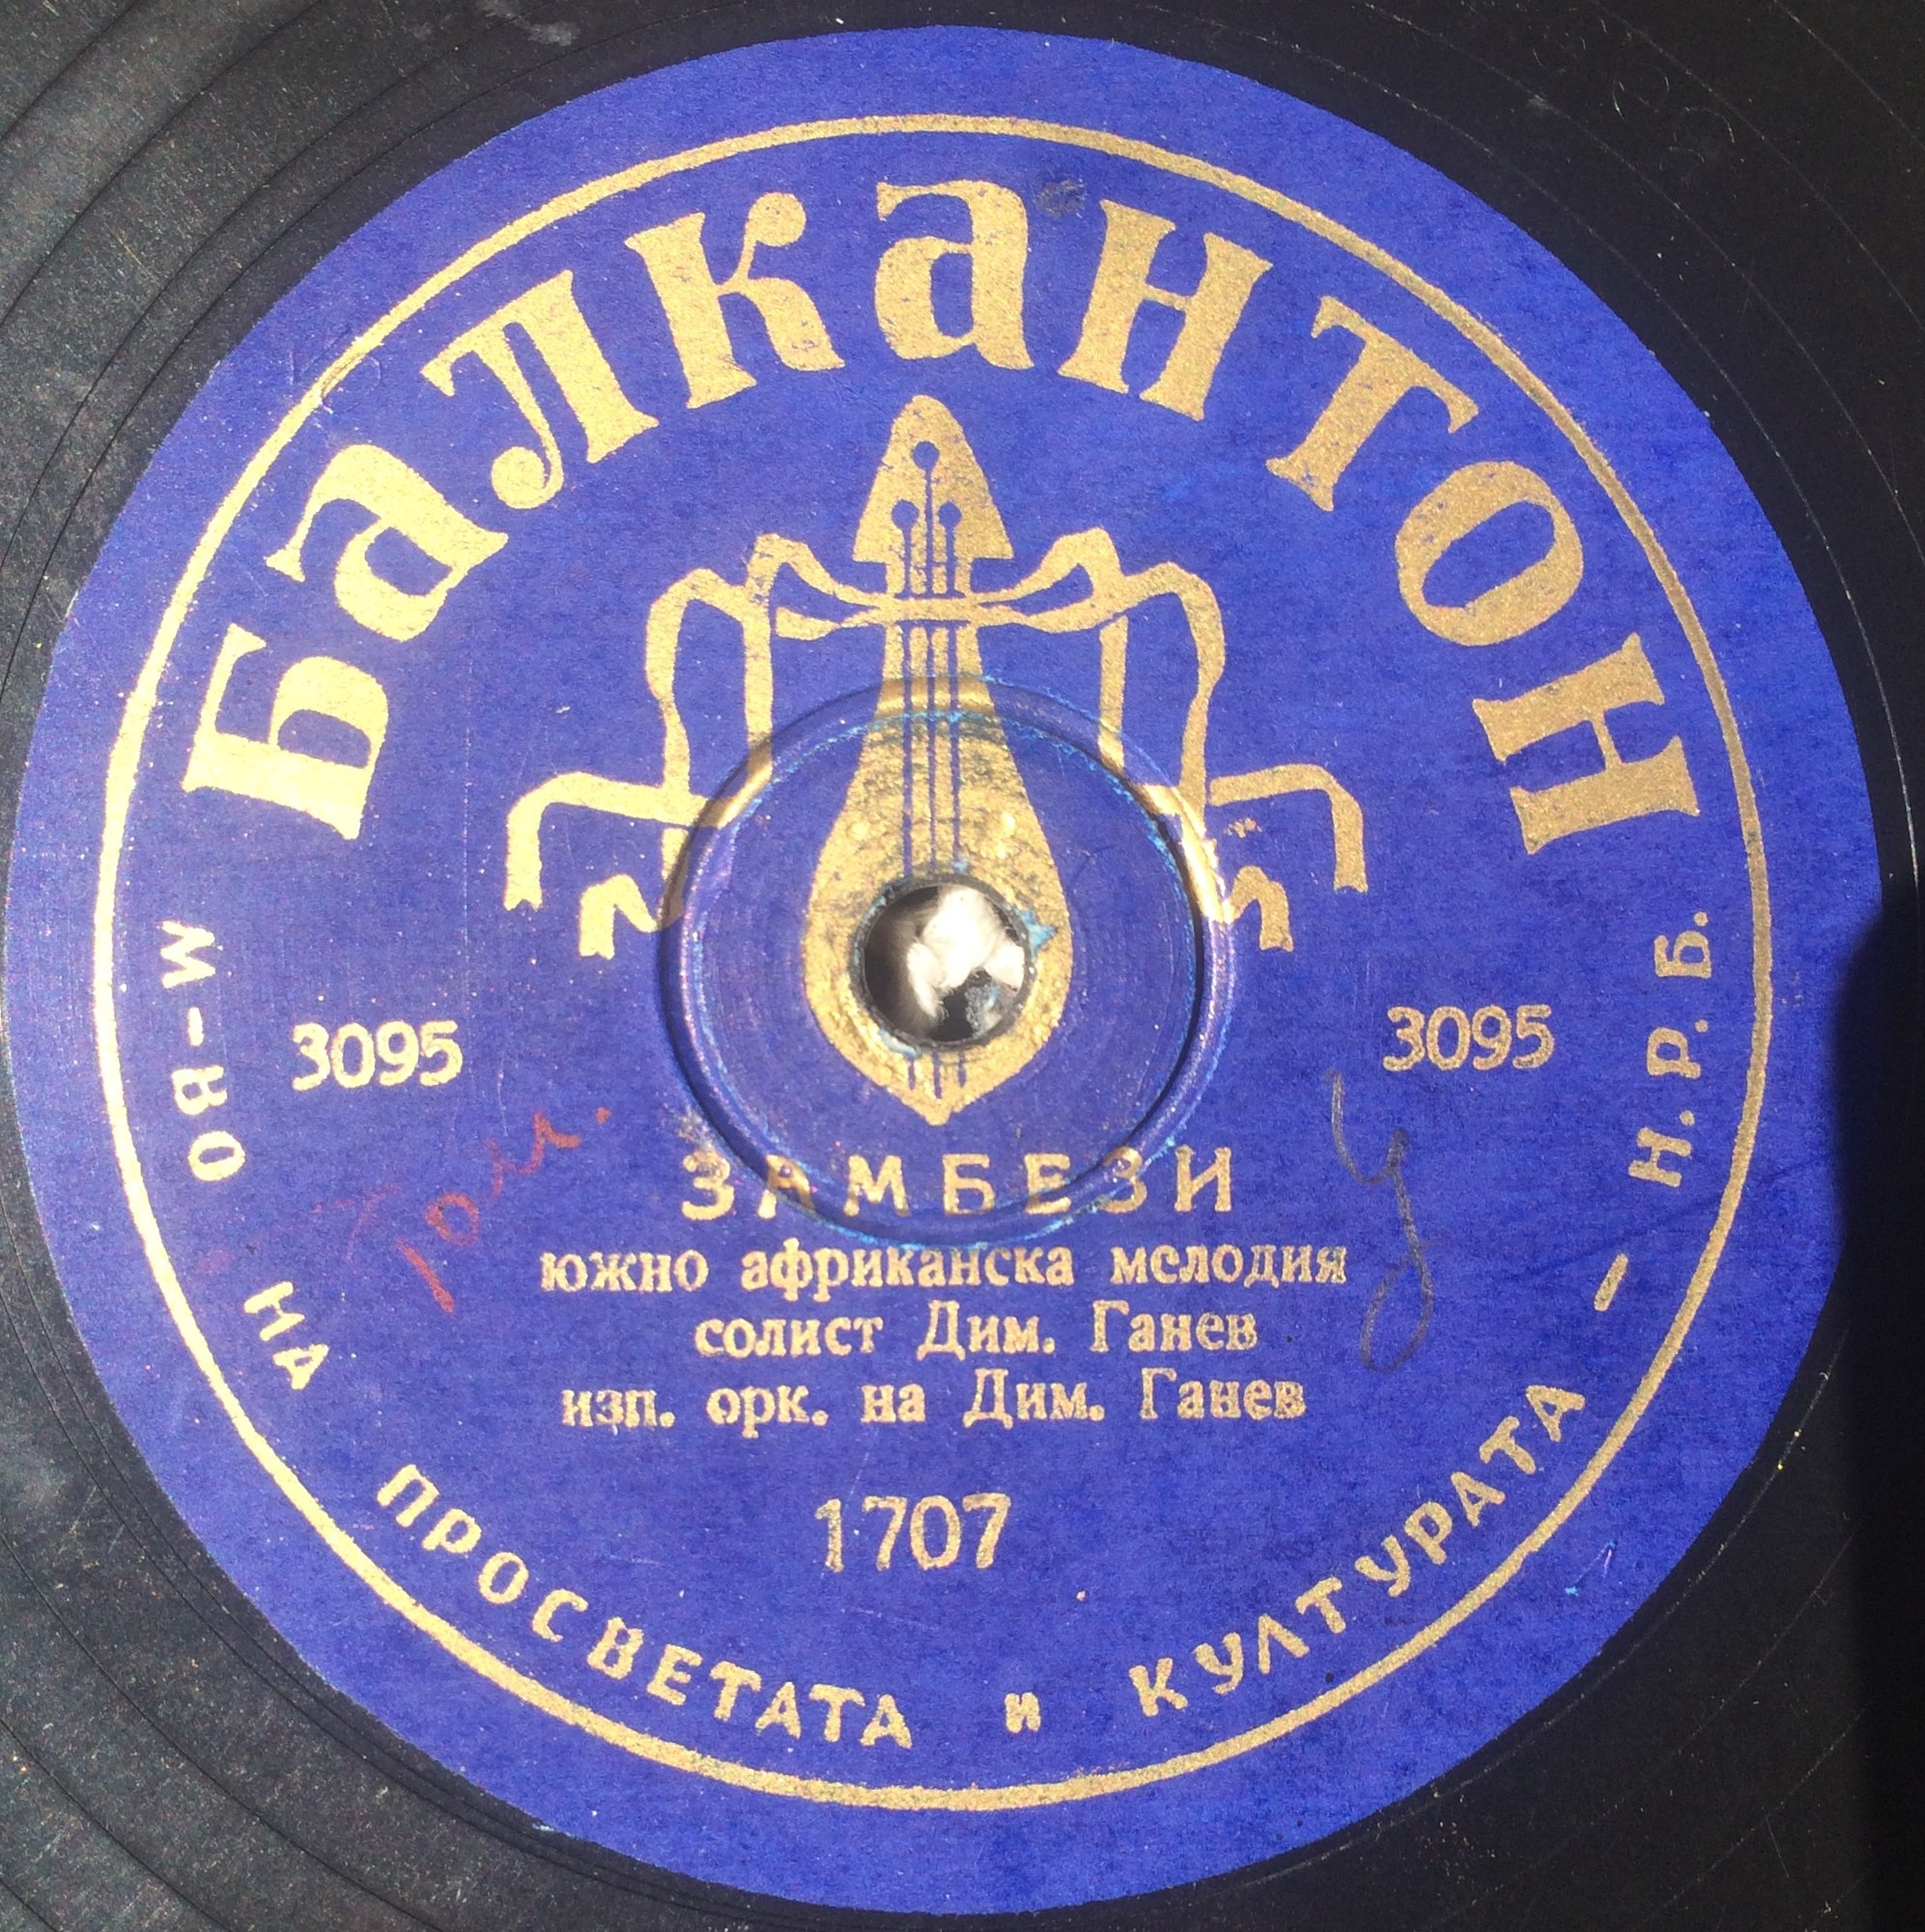 Балкантон
3095
3095
ЗАМБЕЗИ
южно африканска мелодия
солист Дим. Ганев
изп. орк. на Дим. Ганев
1707
М-ВО НА ПРОСВЕТАТА и КУЛТУРАТА - Н.Р.Б.